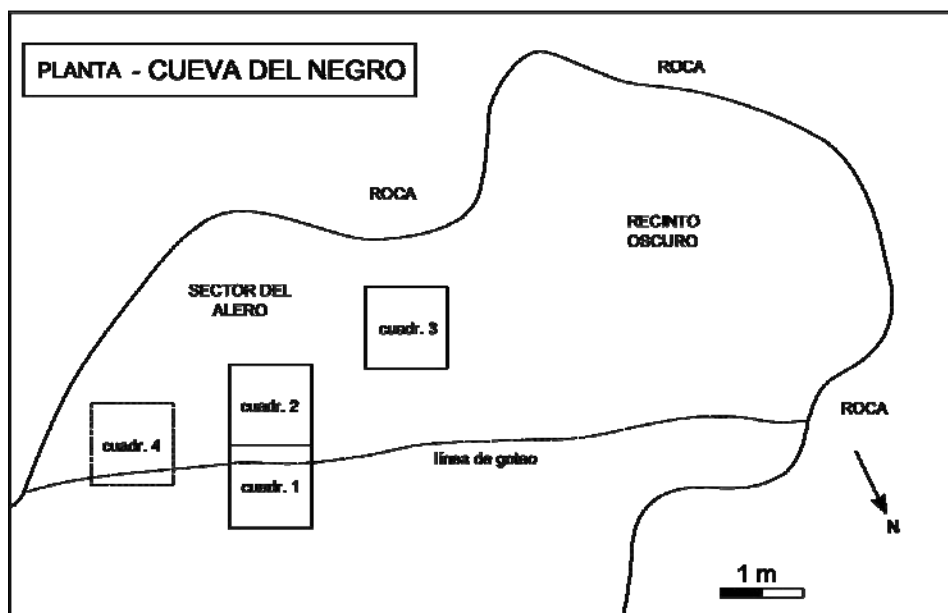 PLANTA - CUEVA DEL NEGRO
ROCA
ROCA
RECINTO
OSCURO
SECTOR DEL
ALERO
cuadr. 3
cuadr. 2
cuadr. 4
línea de goteo
cuadr. 1
ROCA
N
1 m